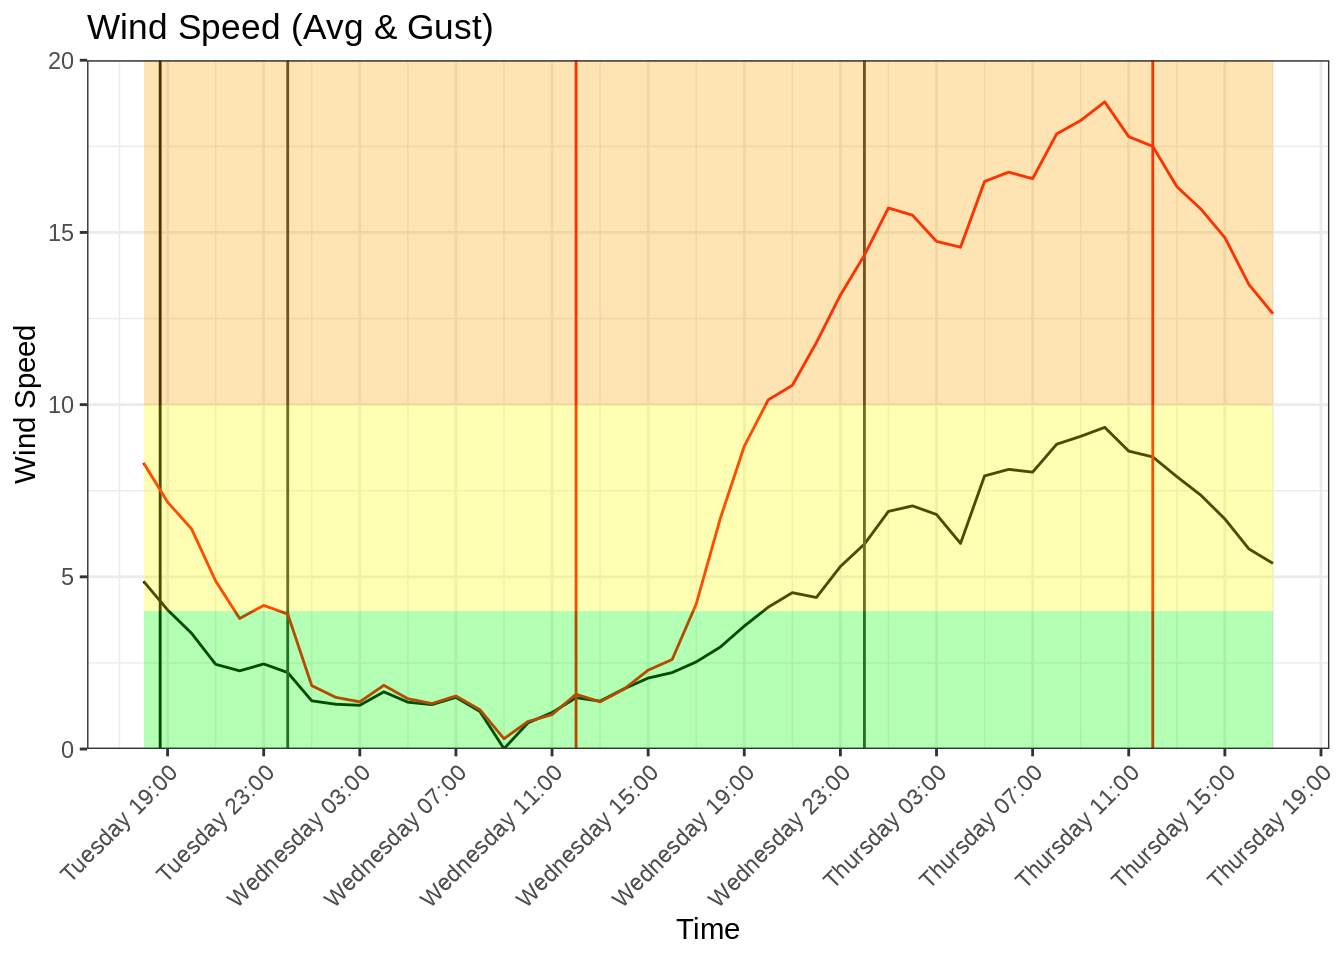 Wind Speed (Avg & Gust)
20
15
10
5
0
Wind Speed
Tuesday 19:00
Tuesday 23:00
Wednesday 03:00
Wednesday 07:00
Wednesday 11:00
Wednesday 15:00
Wednesday 19:00
Wednesday 23:00
Thursday 03:00
Thursday 07:00
Thursday 11:00
Thursday 15:00
Thursday 19:00
Time